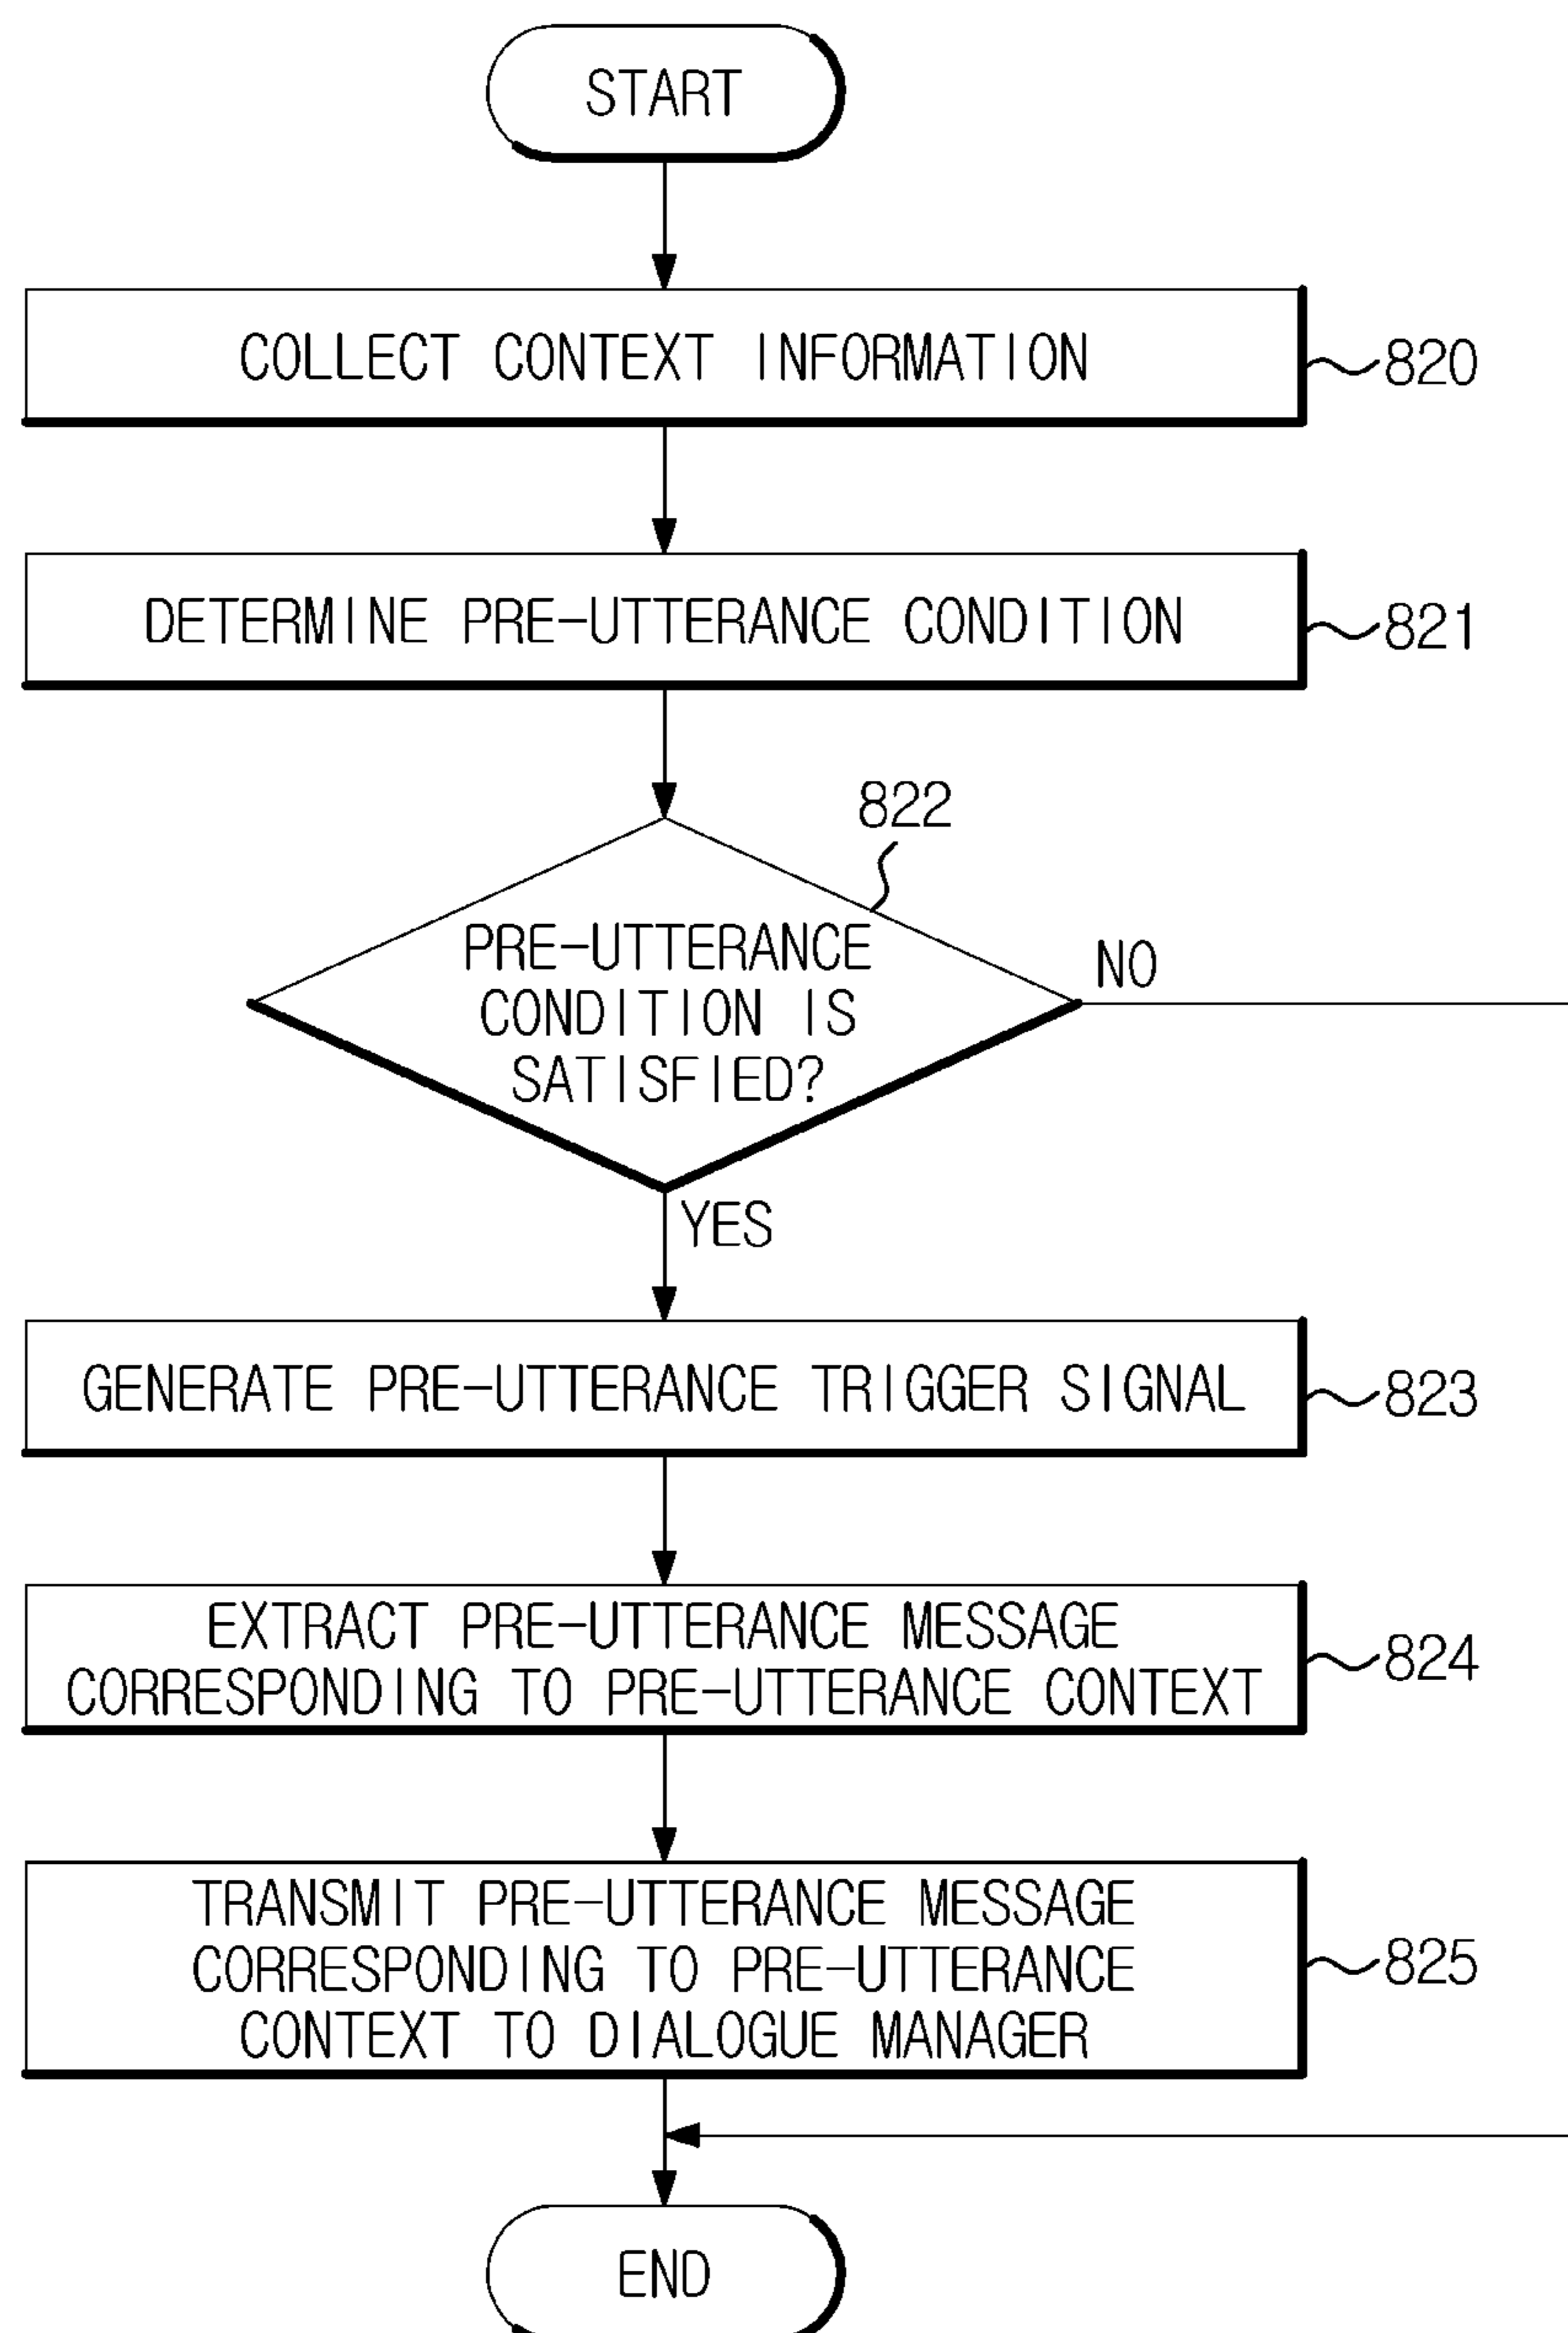 START
COLLECT CONTEXT INFORMATION
820
DETERMINE PRE-UTTERANCE CONDITION
821
822
PRE-UTTERANCE
CONDITION IS
SATISFIED?
NO
YES
GENERATE PRE-UTTERANCE TRIGGER SIGNAL
823
EXTRACT PRE-UTTERANCE MESSAGE
CORRESPONDING TO PRE-UTTERANCE CONTEXT
824
TRANSMIT PRE-UTTERANCE MESSAGE
CORRESPONDING TO PRE-UTTERANCE
CONTEXT TO DIALOGUE MANAGER
825
END